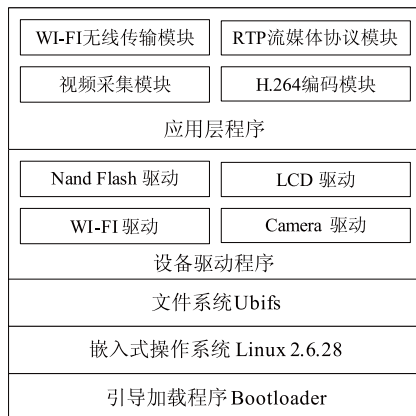 WI-FI无线传输模块 RTP流媒体协议模块
视频采集模块 H.264编码模块
应用层程序
Nand Flash 驱动 LCD 驱动
WI-FI 驱动 Camera 驱动
设备驱动程序
文件系统Ubifs
嵌入式操作系统 Linux 2.6.28
引导加载程序Bootloader